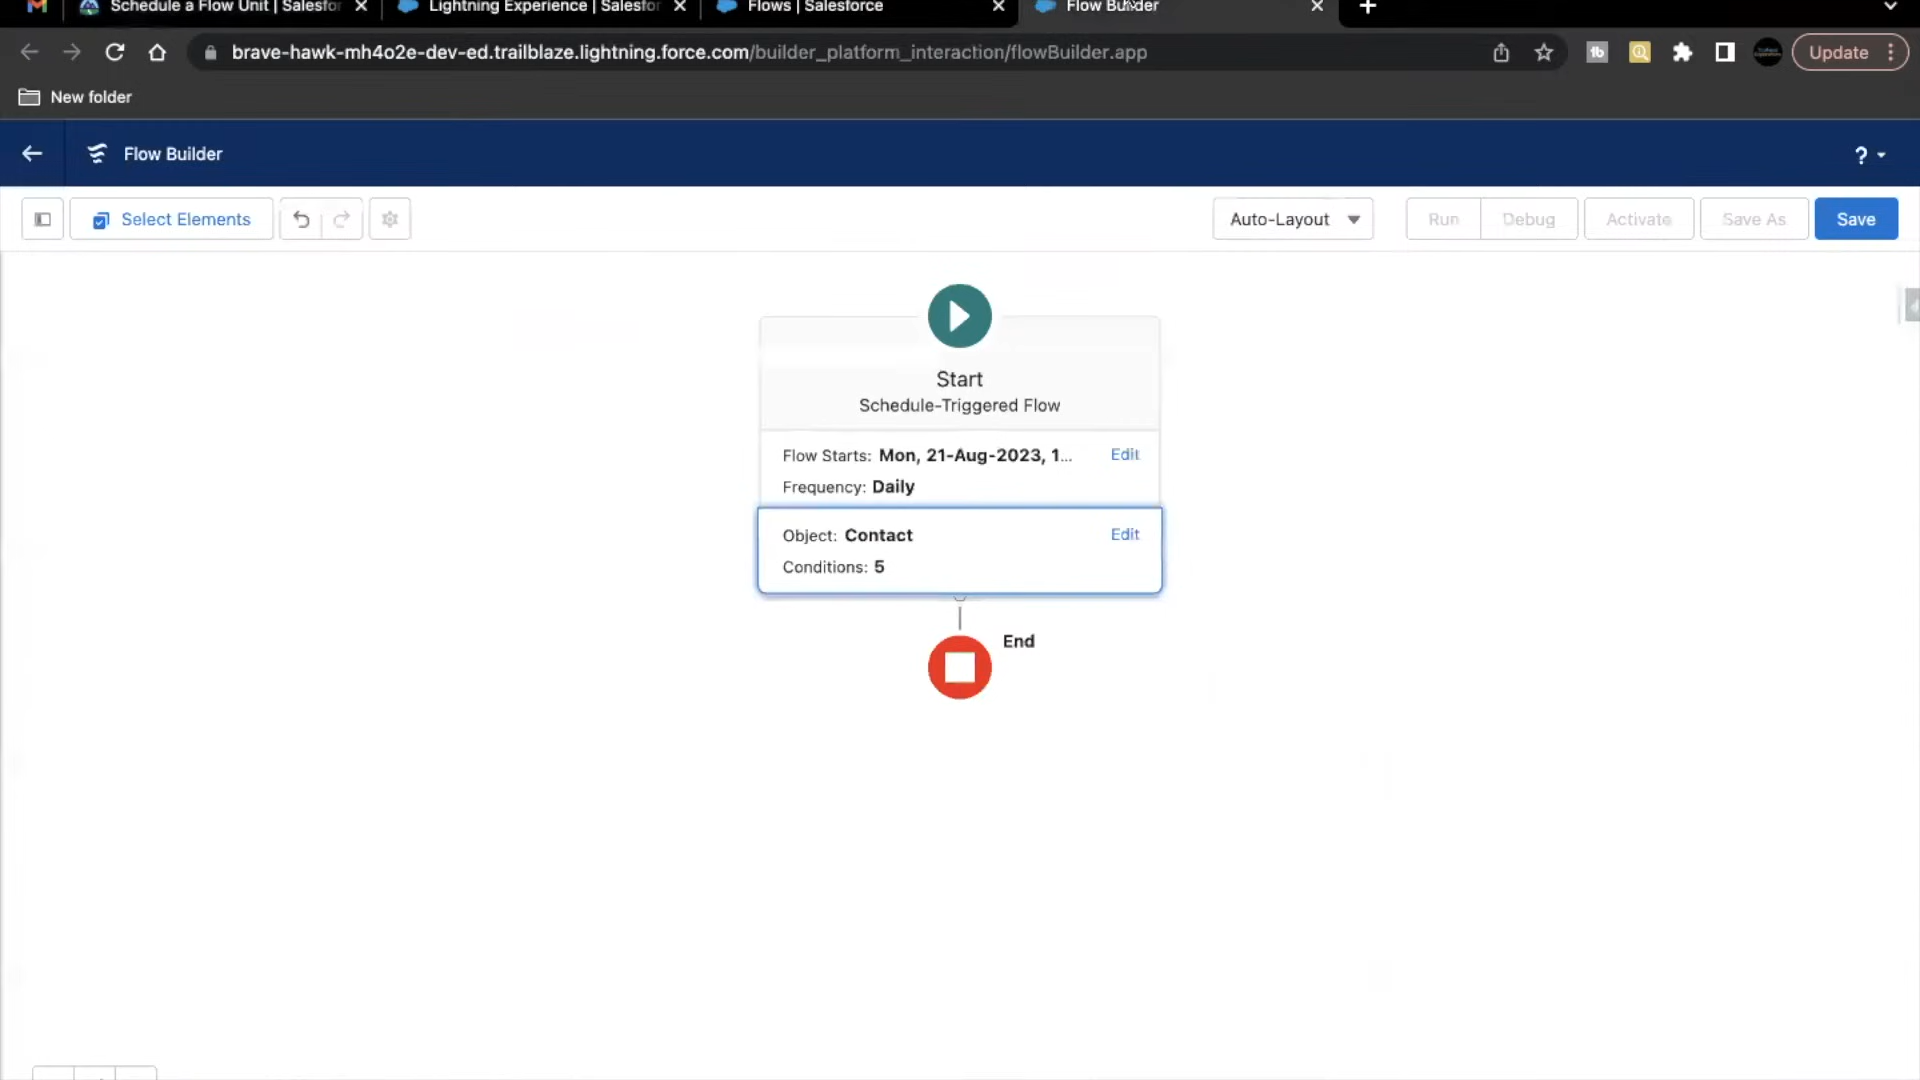 Schedule a Flow Unit | Salesfor
Lightning Experience | Salesfor
Flows | Salesforce
Flow Builder
brave-hawk-mh4o2e-dev-ed.trailblaze.lightning.force.com/builder_platform_interaction/flowBuilder.app
Update
New folder
Flow Builder
?
Select Elements
Auto-Layout
Run
Debug
Activate
Save As
Save
Start
Schedule-Triggered Flow
Flow Starts: Mon, 21-Aug-2023, 1...
Edit
Frequency: Daily
Object: Contact
Edit
Conditions: 5
End